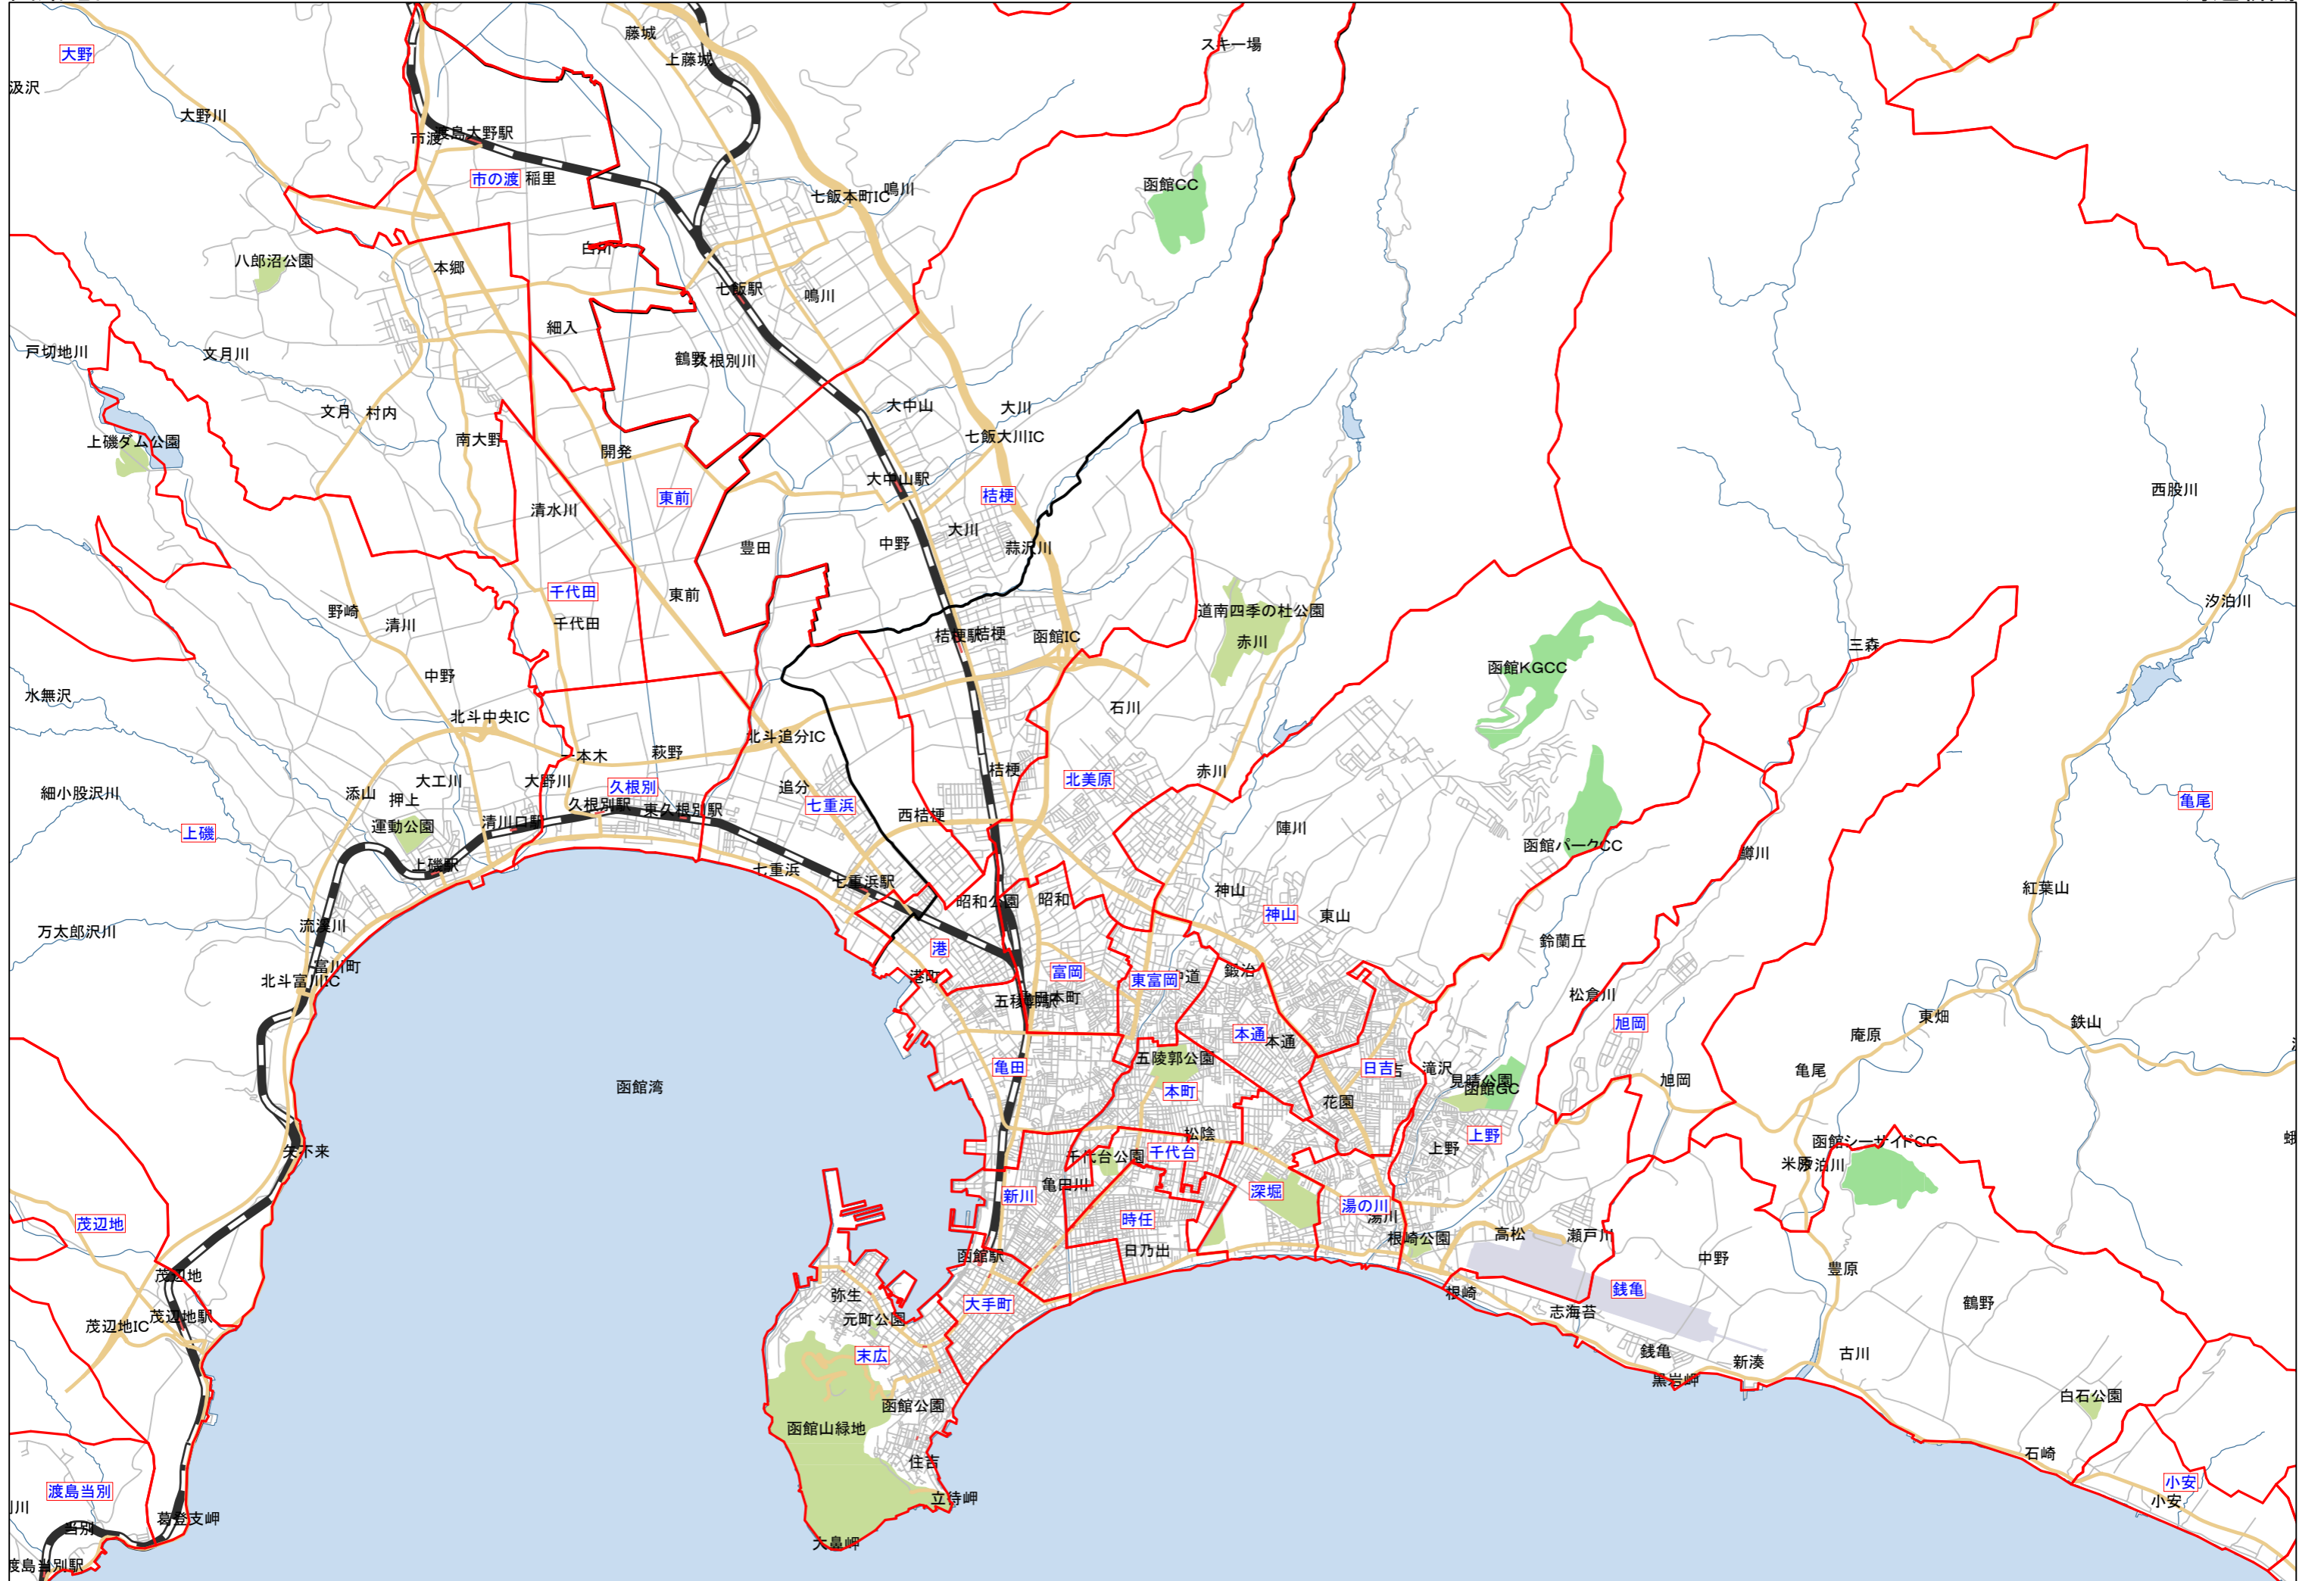 藤城
スキー場
大野
上藤城
汲沢
大野川
渡島大野駅
市渡
市の渡
稲里
函館CC
鳴川
七飯本町IC
白川
八郎沼公園
本郷
七飯駅
鳴川
細入
戸切地川
文月川
鶴野
久根別川
文月
村内
大中山
大川
南大野
七飯大川IC
上磯ダム公園
開発
大中山駅
東前
桔梗
西股川
清水川
大川
中野
豊田
蒜沢川
千代田
東前
汐泊川
野崎
清川
千代田
道南四季の杜公園
桔梗駅
桔梗
函館IC
赤川
三森
函館KGCC
中野
水無沢
石川
北斗中央IC
北斗追分IC
一本木
萩野
桔梗
赤川
北美原
大工川
大野川
久根別
追分
細小股沢川
添山
押上
久根別駅
東久根別駅
七重浜
亀尾
西桔梗
清川口駅
運動公園
上磯
陣川
函館パークCC
鱒川
上磯駅
七重浜
七重浜駅
神山
紅葉山
昭和公園
昭和
神山
東山
流溪川
万太郎沢川
港
鈴蘭丘
富川町
港町
富岡
東富岡
鍛冶
北斗富川IC
松倉川
東畑
鉄山
旭岡
本通
本通
庵原
五陵郭公園
亀田
日吉
滝沢
亀尾
見晴公園
函館GC
旭岡
函館湾
本町
花園
松陰
上野
上野
函館シーサイドCC
矢不来
千代台
千代台公園
米原
汐泊川
亀田川
新川
深堀
湯の川
茂辺地
時任
湯川
高松
瀬戸川
根崎公園
日乃出
函館駅
中野
豊原
茂辺地
銭亀
弥生
大手町
根崎
鶴野
茂辺地駅
茂辺地IC
元町公園
志海苔
末広
銭亀
新湊
古川
黒岩岬
白石公園
函館公園
函館山緑地
石崎
住吉
渡島当別
小安
立待岬
小安
葛登支岬
当別
大鼻岬
渡島当別駅